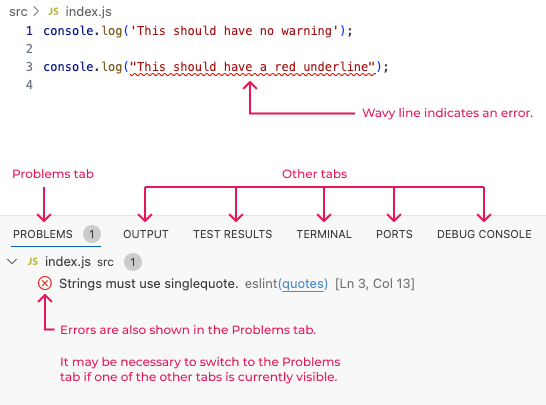 src > JS index.js
1 console.log('This should have no warning');
2
3 console.log("This should have a red underline");
4
Wavy line indicates an error.
Problems tab
Other tabs
PROBLEMS 1 OUTPUT TEST RESULTS TERMINAL PORTS DEBUG CONSOLE
JS index.js src 1
Strings must use singlequote. eslint(quotes) [Ln 3, Col 13]
Errors are also shown in the Problems tab.
It may be necessary to switch to the Problems
tab if one of the other tabs is currently visible.